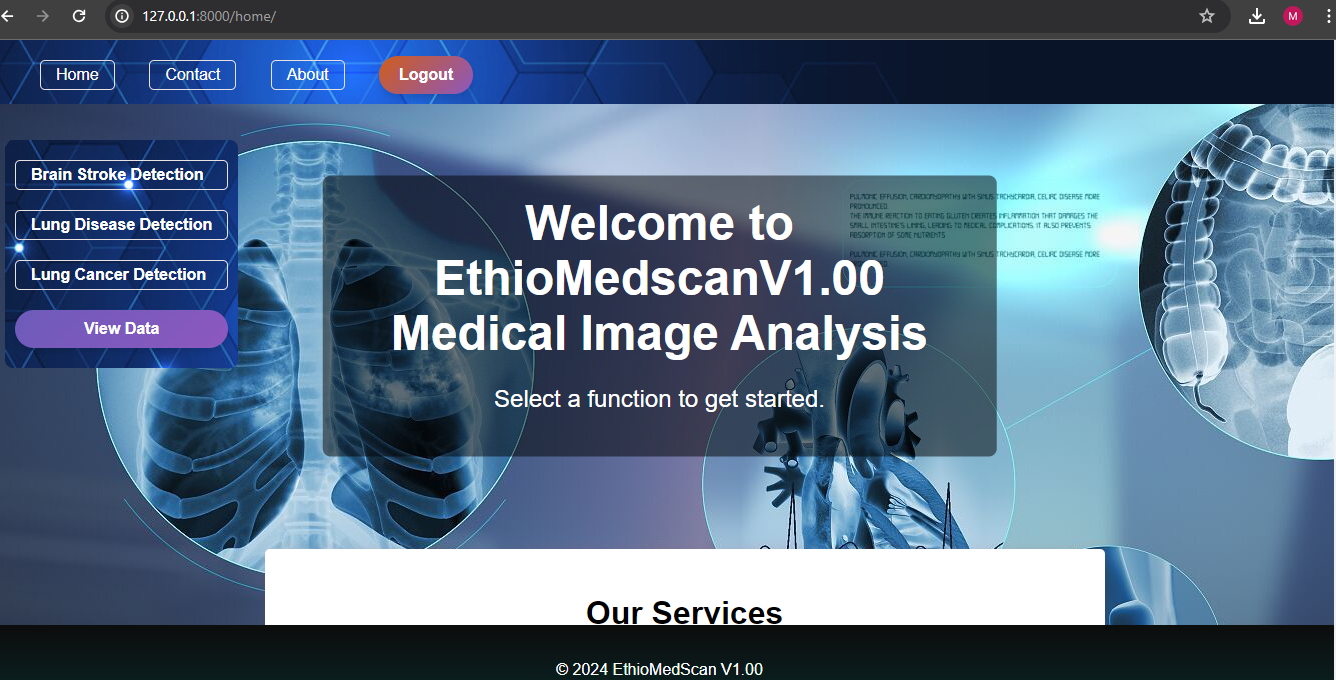 127.0.0.1:8000/home/
M
Home
Contact
About
Logout
Brain Stroke Detection
Lung Disease Detection
Lung Cancer Detection
View Data
Welcome to
EthioMedscanV1.00
Medical Image Analysis
Select a function to get started.
PULMONIC EFFUSION, CARDIOMYOPATHY WITH SINUS TACHYCARDIA, CELIAC DISERSE MORE
PRONOUNCED.
THE IMMUNE REACTION TO EATING GLUTEN CREATES INFLAMMATION THAT DAMAGES THE
SMALL INTESTINE'S LINING, LEADING TO MEDICAL COMPLICATIONS. IT ALSO PREVENTS
ABSORPTION OF SOME NUTRIENTS
PULMONIC EFFUSION, CARDIOMYOPATHY WITH SINUS TACHYCARDIA, CELIAC DISERSE MORE
Our Services
© 2024 EthioMedScan V1.00